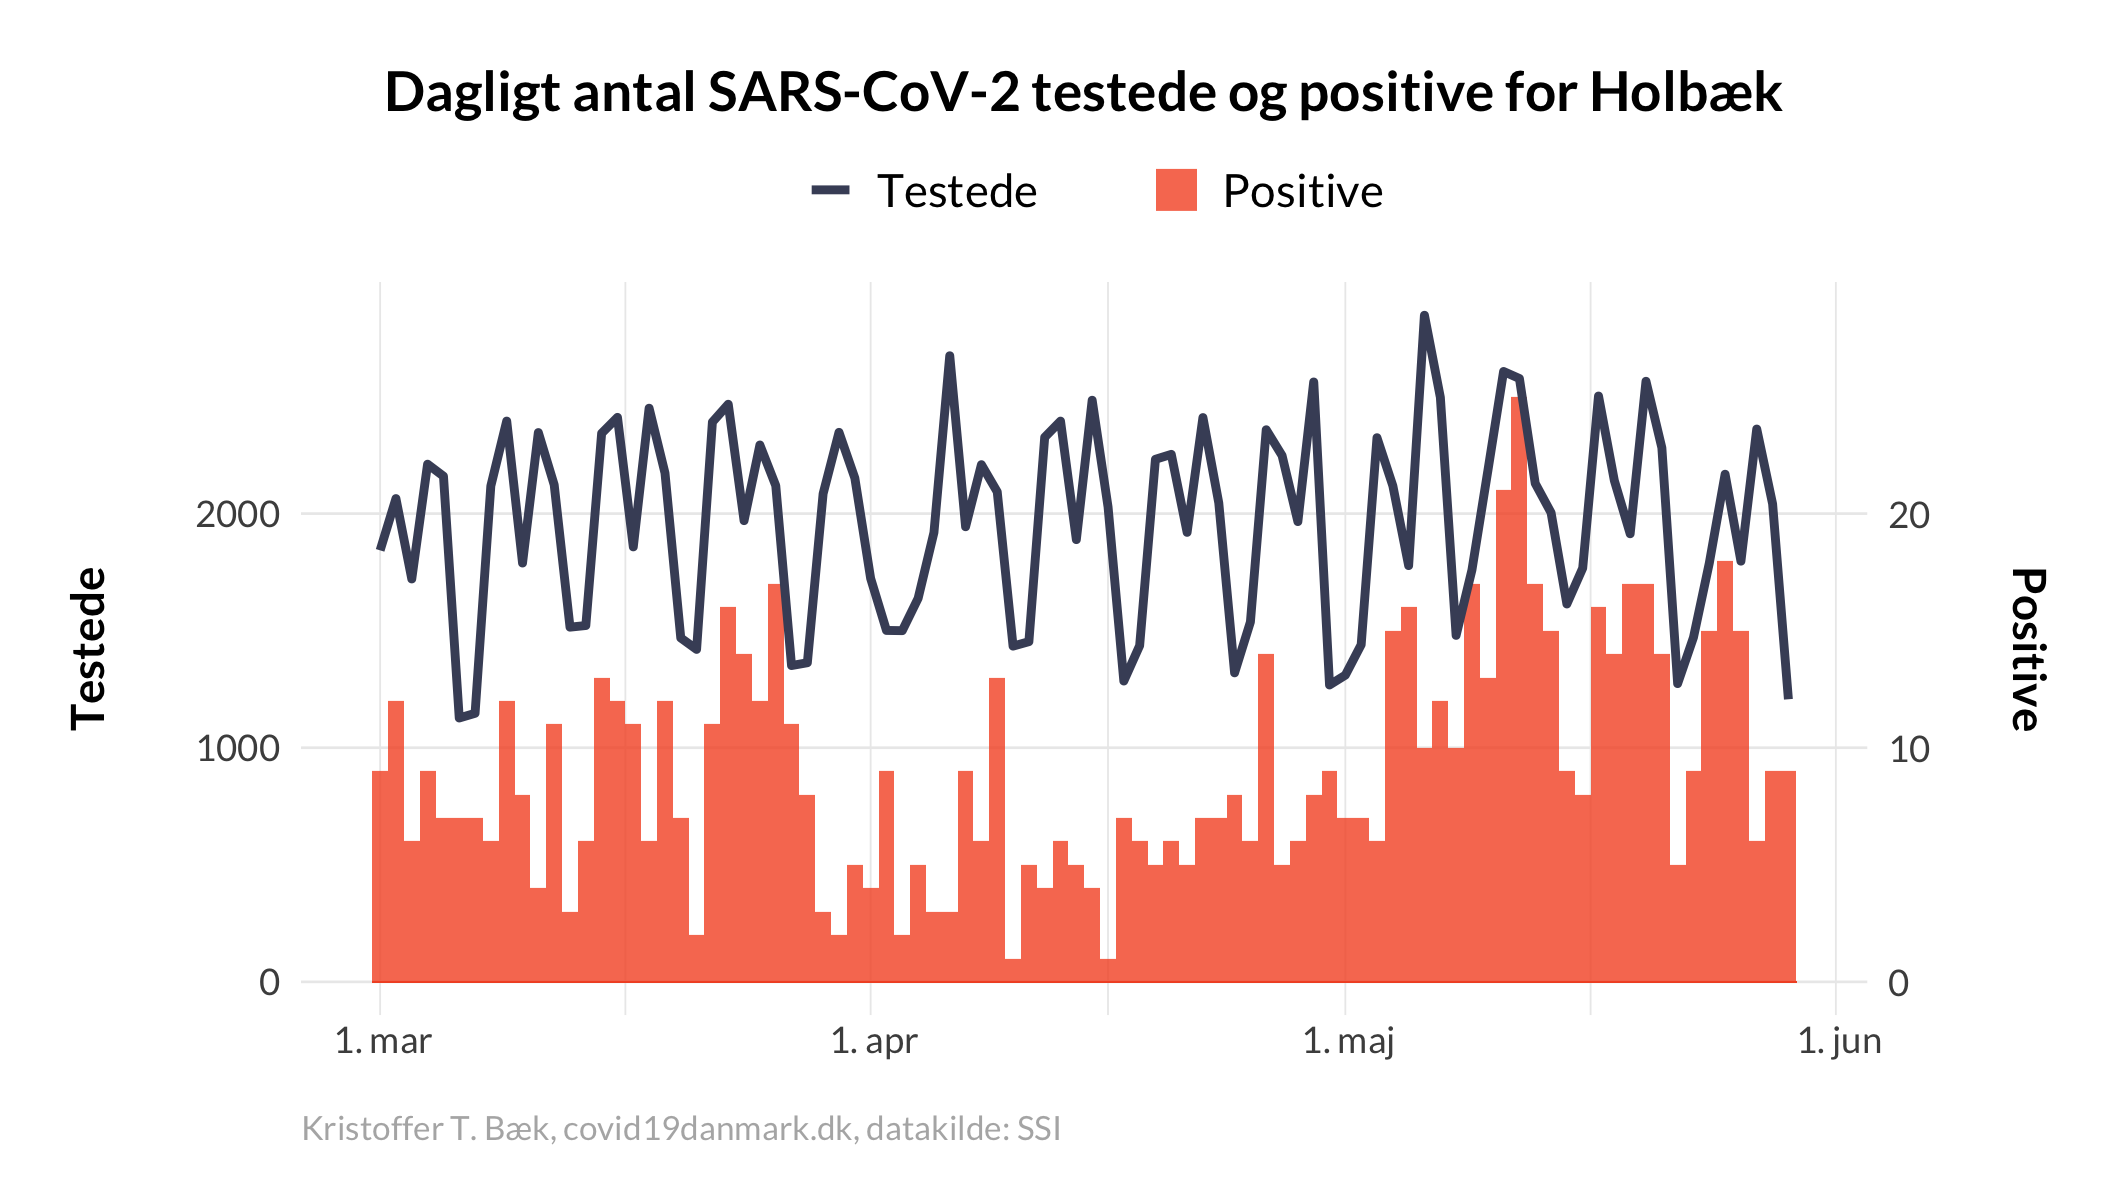 Dagligt antal SARS-CoV-2 testede og positive for Holbæk
Testede
Positive
Testede
2000
1000
0
20
10
0
Positive
1. mar
1. apr
1. maj
1. jun
Kristoffer T. Bæk, covid19danmark.dk, datakilde: SSI